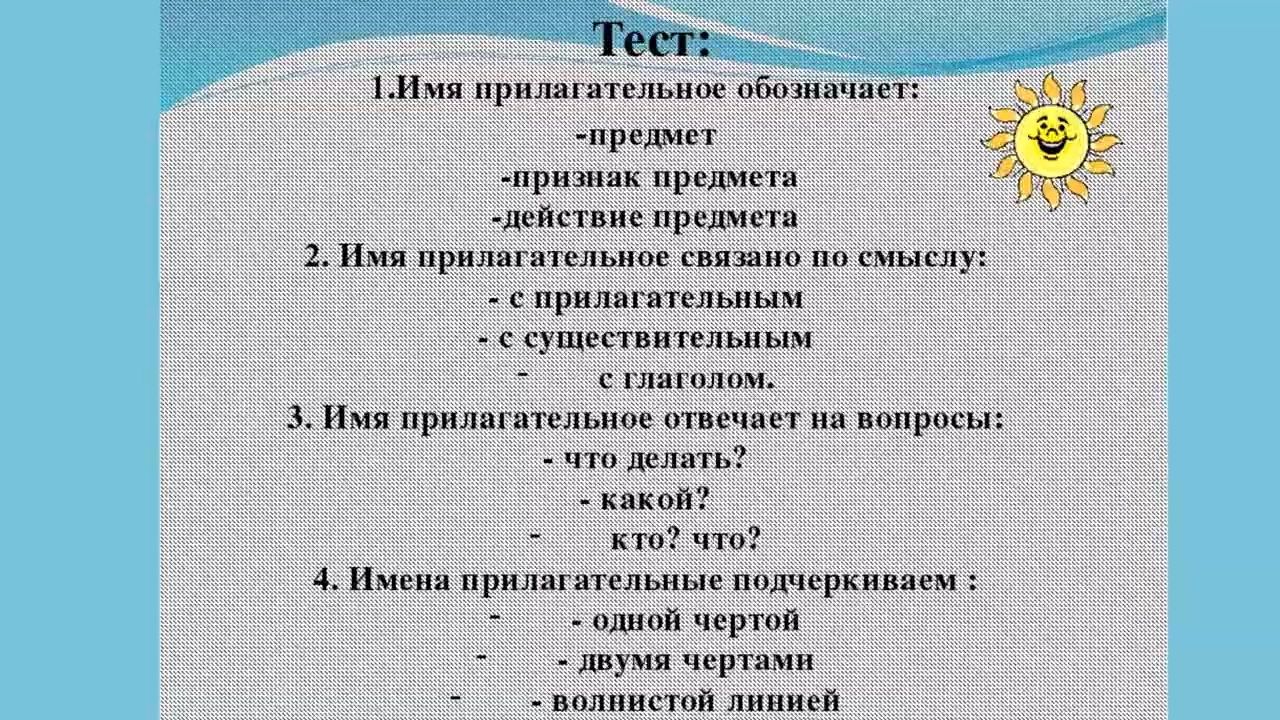 Тест:
1.Имя прилагательное обозначает:
-предмет
-признак предмета
-действие предмета
2. Имя прилагательное связано по смыслу:
- с прилагательным
- с существительным
- с глаголом.
3. Имя прилагательное отвечает на вопросы:
- что делать?
- какой?
- кто? что?
4. Имена прилагательные подчеркиваем :
- - одной чертой
- - двумя чертами
- - волнистой линией